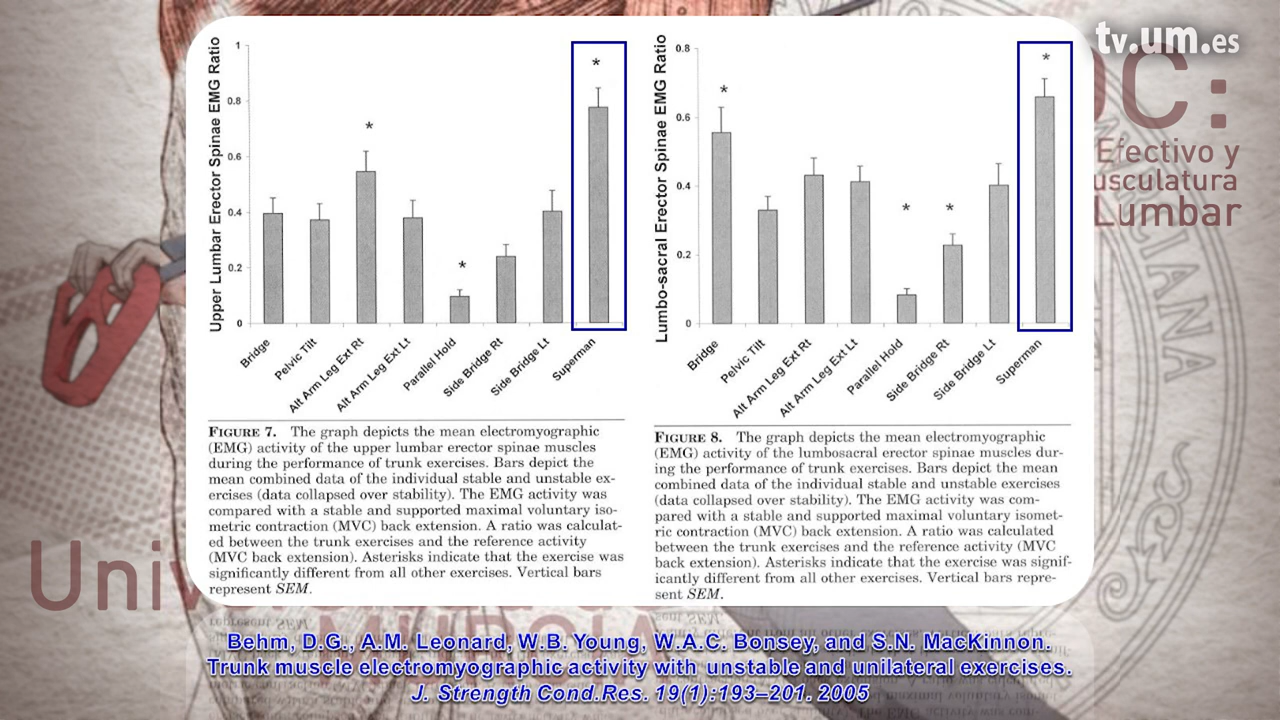 tv.um.es
OC:
Efectivo y
usculatura
Lumbar
Upper Lumbar Erector Spinae EMG Ratio
1
0.8
0.6
0.4
0.2
0
*
*
*
Bridge
Pelvic Tilt
Alt Arm Leg Ext Rt
Alt Arm Leg Ext Lt
Parallel Hold
Side Bridge Rt
Side Bridge Lt
Superman
FIGURE 7. The graph depicts the mean electromyographic
(EMG) activity of the upper lumbar erector spinae muscles
during the performance of trunk exercises. Bars depict the
mean combined data of the individual stable and unstable ex-
ercises (data collapsed over stability). The EMG activity was
compared with a stable and supported maximal voluntary iso-
metric contraction (MVC) back extension. A ratio was calculat-
ed between the trunk exercises and the reference activity
(MVC back extension). Asterisks indicate that the exercise was
significantly different from all other exercises. Vertical bars
represent SEM.
Lumbo-sacral Erector Spinae EMG Ratio
0.8
0.6
0.4
0.2
0
*
*
*
*
Bridge
Pelvic Tilt
Alt Arm Leg Ext Rt
Alt Arm Leg Ext Lt
Parallel Hold
Side Bridge Rt
Side Bridge Lt
Superman
FIGURE 8. The graph depicts the mean electromyographic
(EMG) activity of the lumbosacral erector spinae muscles dur-
ing the performance of trunk exercises. Bars depict the mean
combined data of the individual stable and unstable exercises
(data collapsed over stability). The EMG activity was com-
pared with a stable and supported maximal voluntary isomet-
ric contraction (MVC) back extension. A ratio was calculated
between the trunk exercises and the reference activity (MVC
back extension). Asterisks indicate that the exercise was signif-
icantly different from all other exercises. Vertical bars repre-
sent SEM.
Behm, D.G., A.M. Leonard, W.B. Young, W.A.C. Bonsey, and S.N. MacKinnon.
Trunk muscle electromyographic activity with unstable and unilateral exercises.
J. Strength Cond.Res. 19(1):193–201. 2005